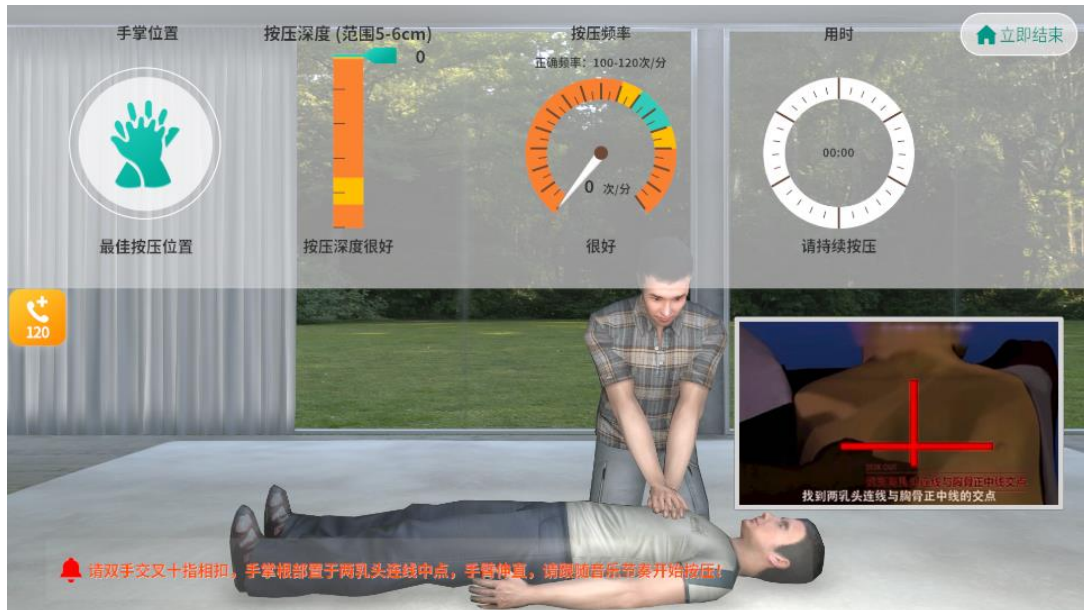 手掌位置
按压深度 (范围5-6cm)
按压频率
用时
立即结束
0
正确频率：100-120次/分
00:00
0 次/分
最佳按压位置
按压深度很好
很好
请持续按压
120
找到两乳头连线与胸骨正中线的交点
请双手交叉十指相扣，手掌根部置于两乳头连线中点，手臂伸直，请跟随音乐节奏开始按压！